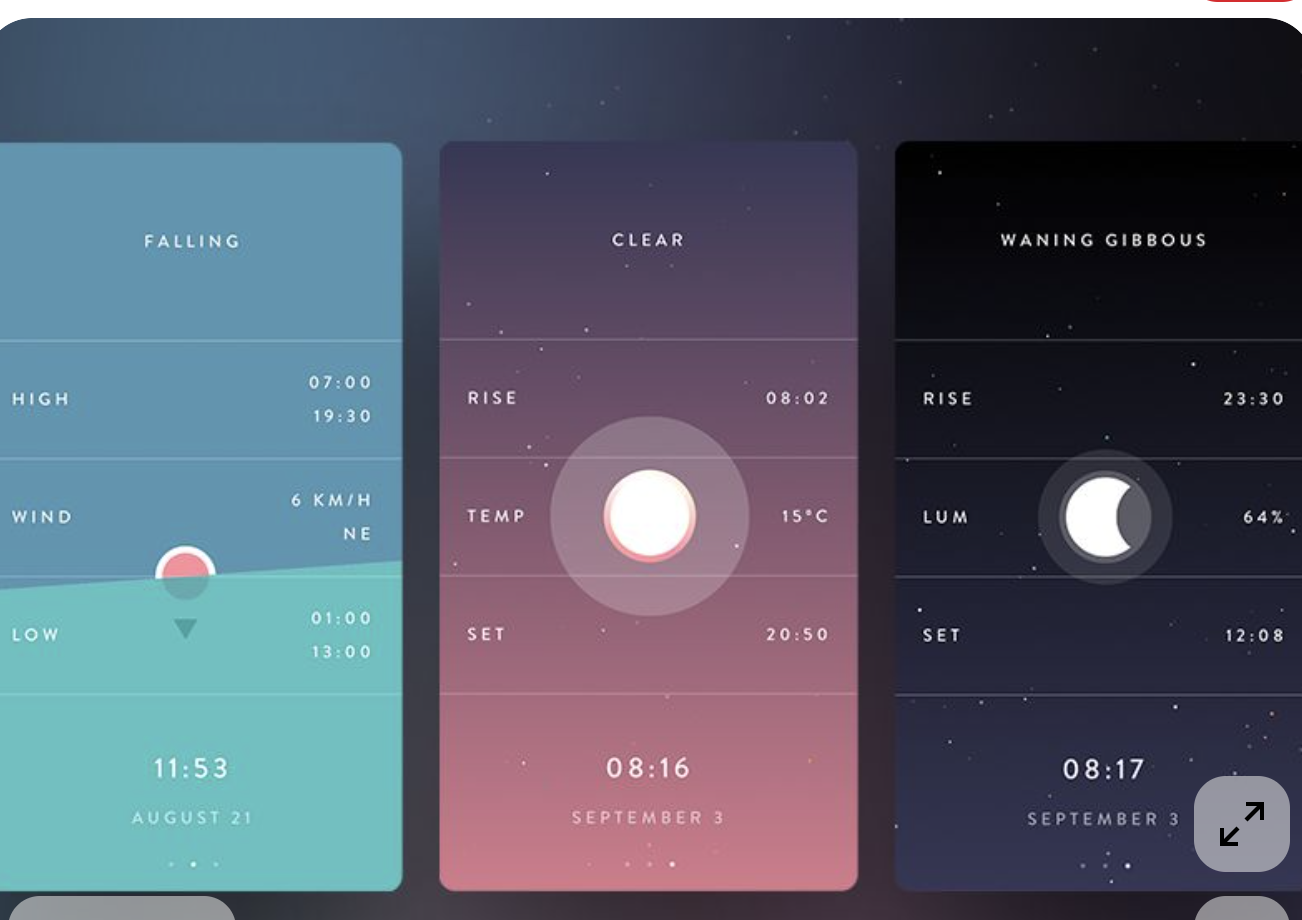 FALLING
HIGH
07:00
19:30
WIND
6 KM/H
NE
LOW
01:00
13:00
11:53
AUGUST 21
CLEAR
RISE
08:02
TEMP
15°C
SET
20:50
08:16
SEPTEMBER 3
WANING GIBBOUS
RISE
23:30
LUM
64%
SET
12:08
08:17
SEPTEMBER 3